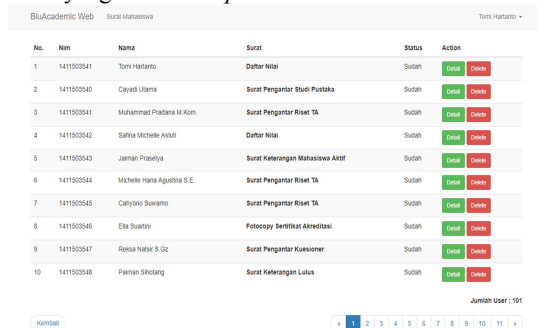 BluAcademic Web Surat Mahasiswa Tomi Hartanto
No. Nim Nama Surat Status Action
1 1411503541 Tomi Hartanto Daftar Nilai Sudah Detail Delete
2 1411503540 Cayadi Utama Surat Pengantar Studi Pustaka Sudah Detail Delete
3 1411503541 Muhammad Pradana M.Kom. Surat Pengantar Riset TA Sudah Detail Delete
4 1411503542 Safina Michelle Astuti Daftar Nilai Sudah Detail Delete
5 1411503543 Jaiman Prasetya Surat Keterangan Mahasiswa Aktif Sudah Detail Delete
6 1411503544 Michelle Hana Agustina S.E. Surat Pengantar Riset TA Sudah Detail Delete
7 1411503545 Cahyono Suwarno Surat Pengantar Riset TA Sudah Detail Delete
8 1411503546 Ella Suartini Fotocopy Sertifikat Akreditasi Sudah Detail Delete
9 1411503547 Reksa Natsir S.Gz Surat Pengantar Kuesioner Sudah Detail Delete
10 1411503548 Paiman Sihotang Surat Keterangan Lulus Sudah Detail Delete
Jumlah User : 101
Kembali « 1 2 3 4 5 6 7 8 9 10 11 »